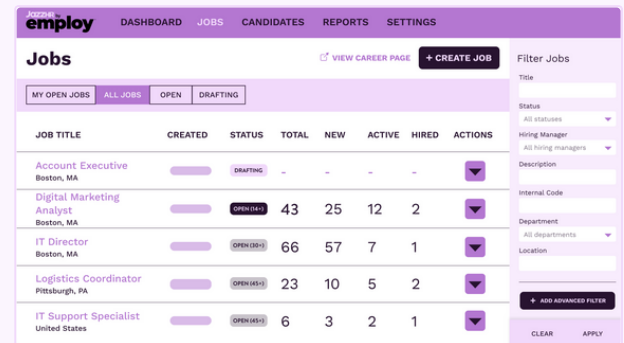 JazzHR by
employ
DASHBOARD JOBS CANDIDATES REPORTS SETTINGS
Jobs
VIEW CAREER PAGE
+ CREATE JOB
MY OPEN JOBS ALL JOBS OPEN DRAFTING
JOB TITLE CREATED STATUS TOTAL NEW ACTIVE HIRED ACTIONS
Account Executive
Boston, MA
DRAFTING - - - -
Digital Marketing
Analyst
Boston, MA
OPEN (14+) 43 25 12 2
IT Director
Boston, MA
OPEN (30+) 66 57 7 1
Logistics Coordinator
Pittsburgh, PA
OPEN (45+) 23 10 5 2
IT Support Specialist
United States
OPEN (45+) 6 3 2 1
Filter Jobs
Title
Status
All statuses
Hiring Manager
All hiring managers
Description
Internal Code
Department
All departments
Location
+ ADD ADVANCED FILTER
CLEAR APPLY